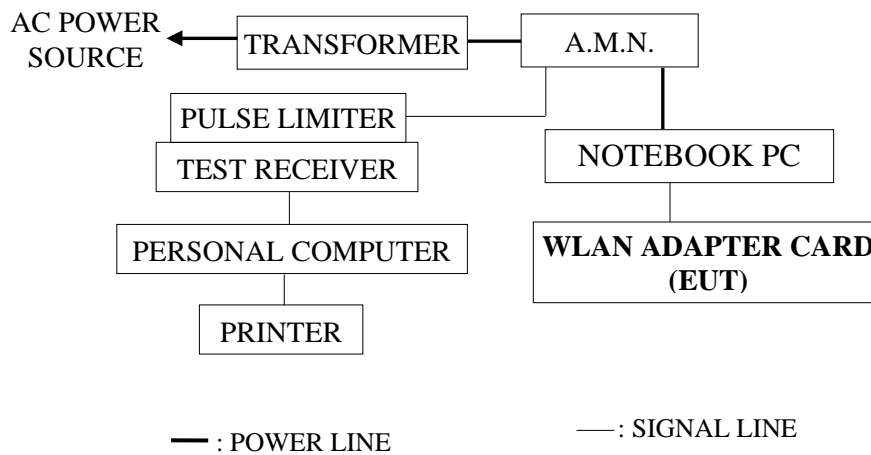 AC POWER
SOURCE
TRANSFORMER
A.M.N.
PULSE LIMITER
TEST RECEIVER
NOTEBOOK PC
PERSONAL COMPUTER
WLAN ADAPTER CARD
(EUT)
PRINTER
: POWER LINE
: SIGNAL LINE